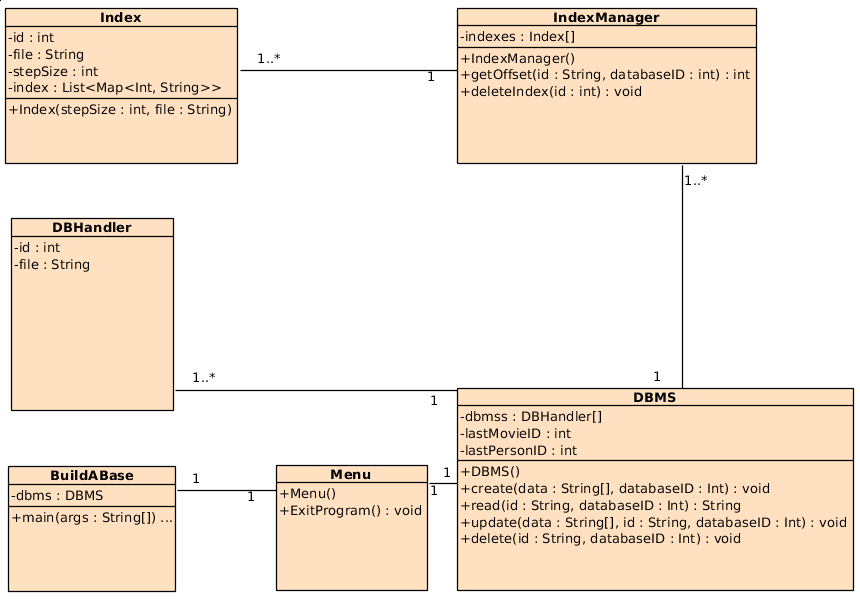 Index
-id : int
-file : String
-stepSize : int
-index : List<Map<Int, String>>
+Index(stepSize : int, file : String)
1..*
1
IndexManager
-indexes : Index[]
+IndexManager()
+getOffset(id : String, databaseID : int) : int
+deleteIndex(id : int) : void
1..*
1
DBHandler
-id : int
-file : String
1..*
1
DBMS
-dbmss : DBHandler[]
-lastMovieID : int
-lastPersonID : int
+DBMS()
+create(data : String[], databaseID : Int) : void
+read(id : String, databaseID : Int) : String
+update(data : String[], id : String, databaseID : Int) : void
+delete(id : String, databaseID : Int) : void
BuildABase
-dbms : DBMS
+main(args : String[]) ...
1
1
Menu
+Menu()
+ExitProgram() : void
1
1